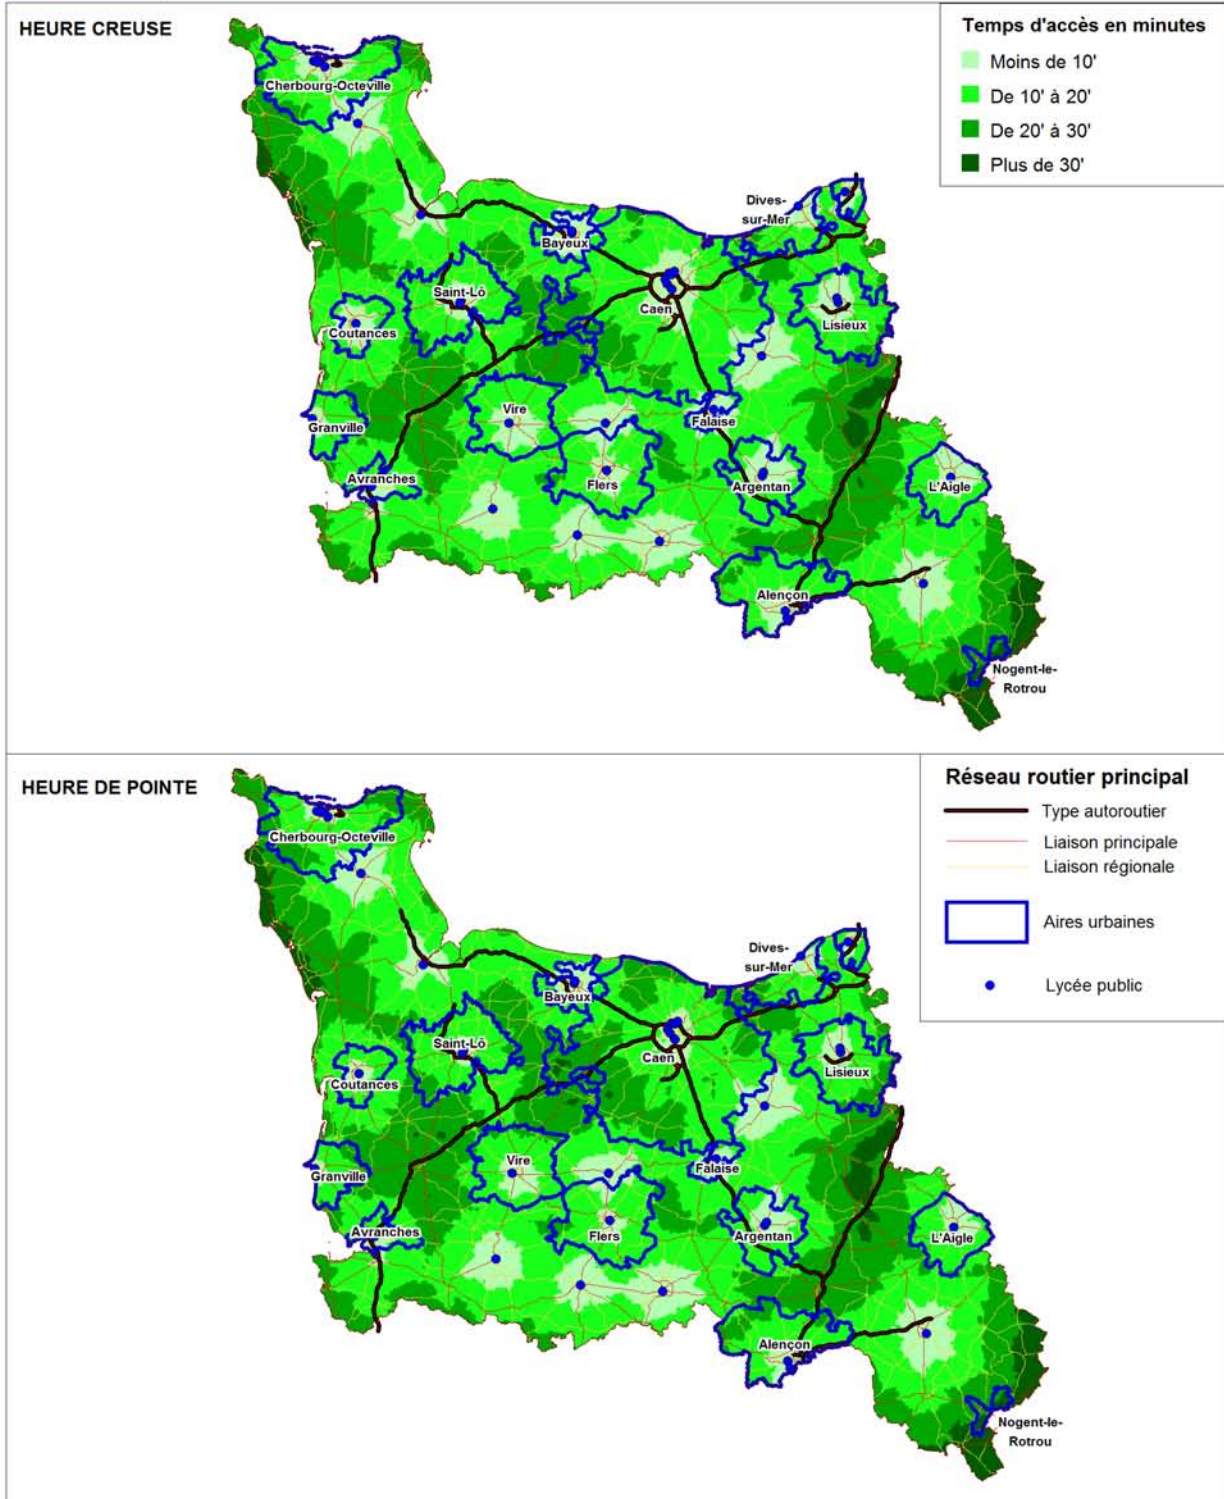 HEURE CREUSE
Temps d'accès en minutes
Moins de 10'
De 10' à 20'
De 20' à 30'
Plus de 30'
Cherbourg-Octeville
Dives-
sur-Mer
Bayeux
Saint-Lô
Caen
Lisieux
Coutances
Vire
Falaise
Granville
Avranches
Flers
Argentan
L'Aigle
Alençon
Nogent-le-
Rotrou
HEURE DE POINTE
Réseau routier principal
Type autoroutier
Liaison principale
Liaison régionale
Aires urbaines
Lycée public
Cherbourg-Octeville
Dives-
sur-Mer
Bayeux
Saint-Lô
Caen
Lisieux
Coutances
Vire
Falaise
Granville
Avranches
Flers
Argentan
L'Aigle
Alençon
Nogent-le-
Rotrou